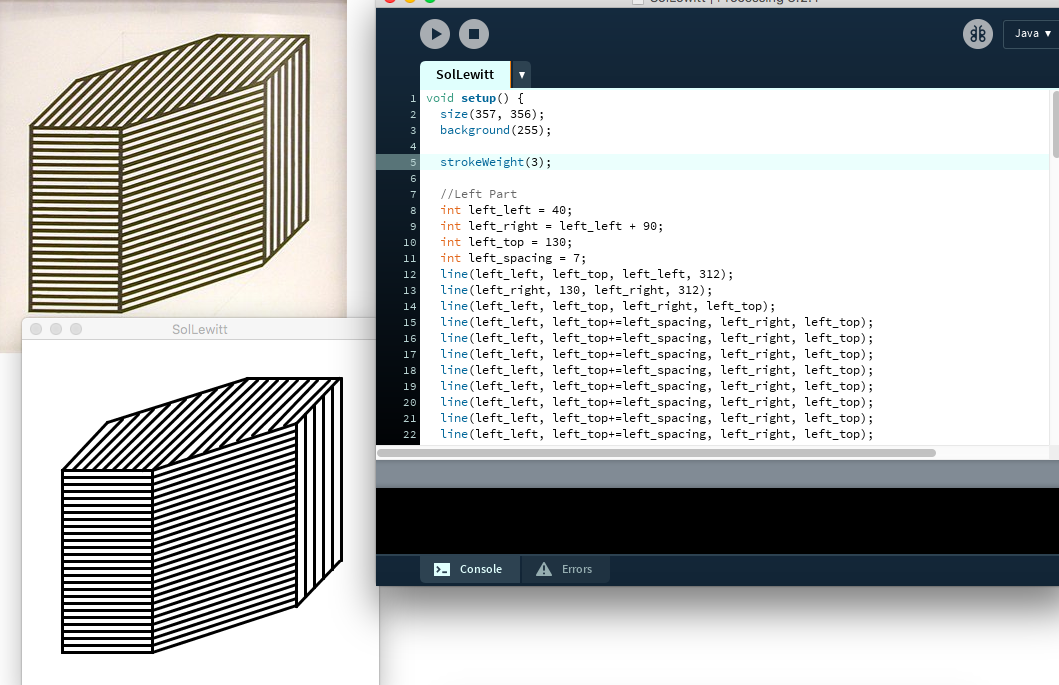 SolLewitt | Processing 3.2.1
Java ▼
SolLewitt ▼
1 void setup() {
2 size(357, 356);
3 background(255);
4
5 strokeWeight(3);
6
7 //Left Part
8 int left_left = 40;
9 int left_right = left_left + 90;
10 int left_top = 130;
11 int left_spacing = 7;
12 line(left_left, left_top, left_left, 312);
13 line(left_right, 130, left_right, 312);
14 line(left_left, left_top, left_right, left_top);
15 line(left_left, left_top+=left_spacing, left_right, left_top);
16 line(left_left, left_top+=left_spacing, left_right, left_top);
17 line(left_left, left_top+=left_spacing, left_right, left_top);
18 line(left_left, left_top+=left_spacing, left_right, left_top);
19 line(left_left, left_top+=left_spacing, left_right, left_top);
20 line(left_left, left_top+=left_spacing, left_right, left_top);
21 line(left_left, left_top+=left_spacing, left_right, left_top);
22 line(left_left, left_top+=left_spacing, left_right, left_top);
SolLewitt
Console
Errors